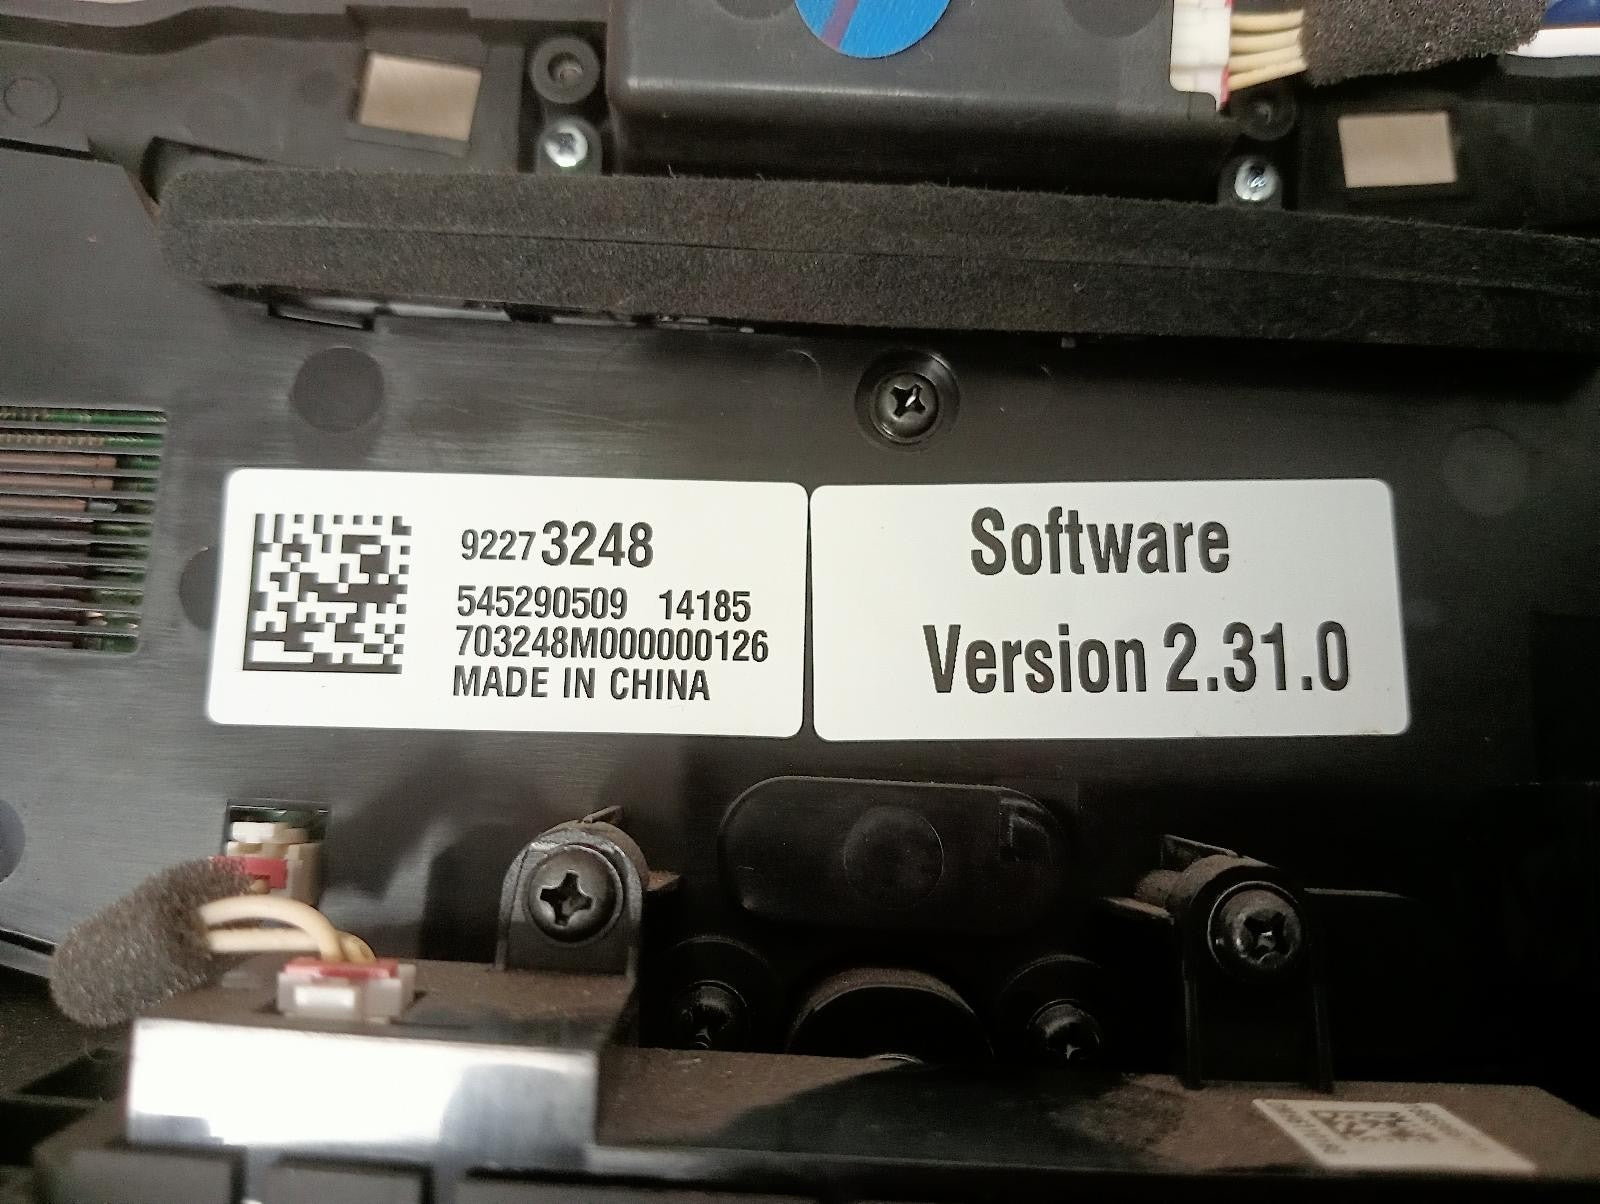 92273248
545290509 14185
703248M000000126
MADE IN CHINA
Software
Version 2.31.0